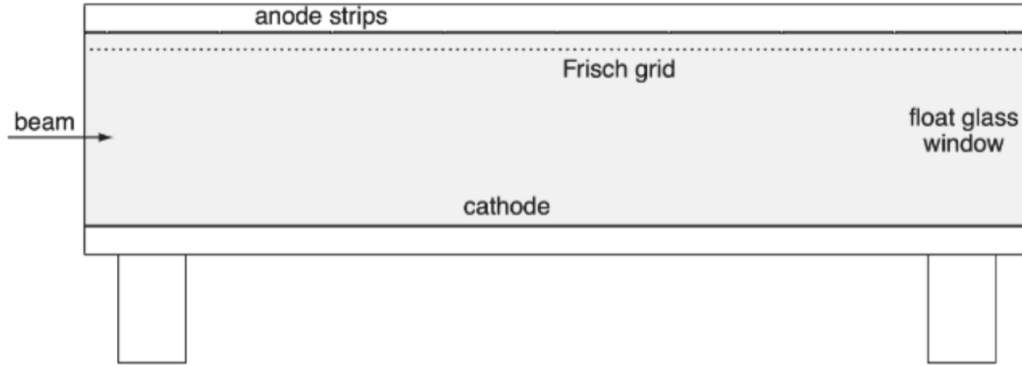 anode strips
Frisch grid
beam
float glass
window
cathode